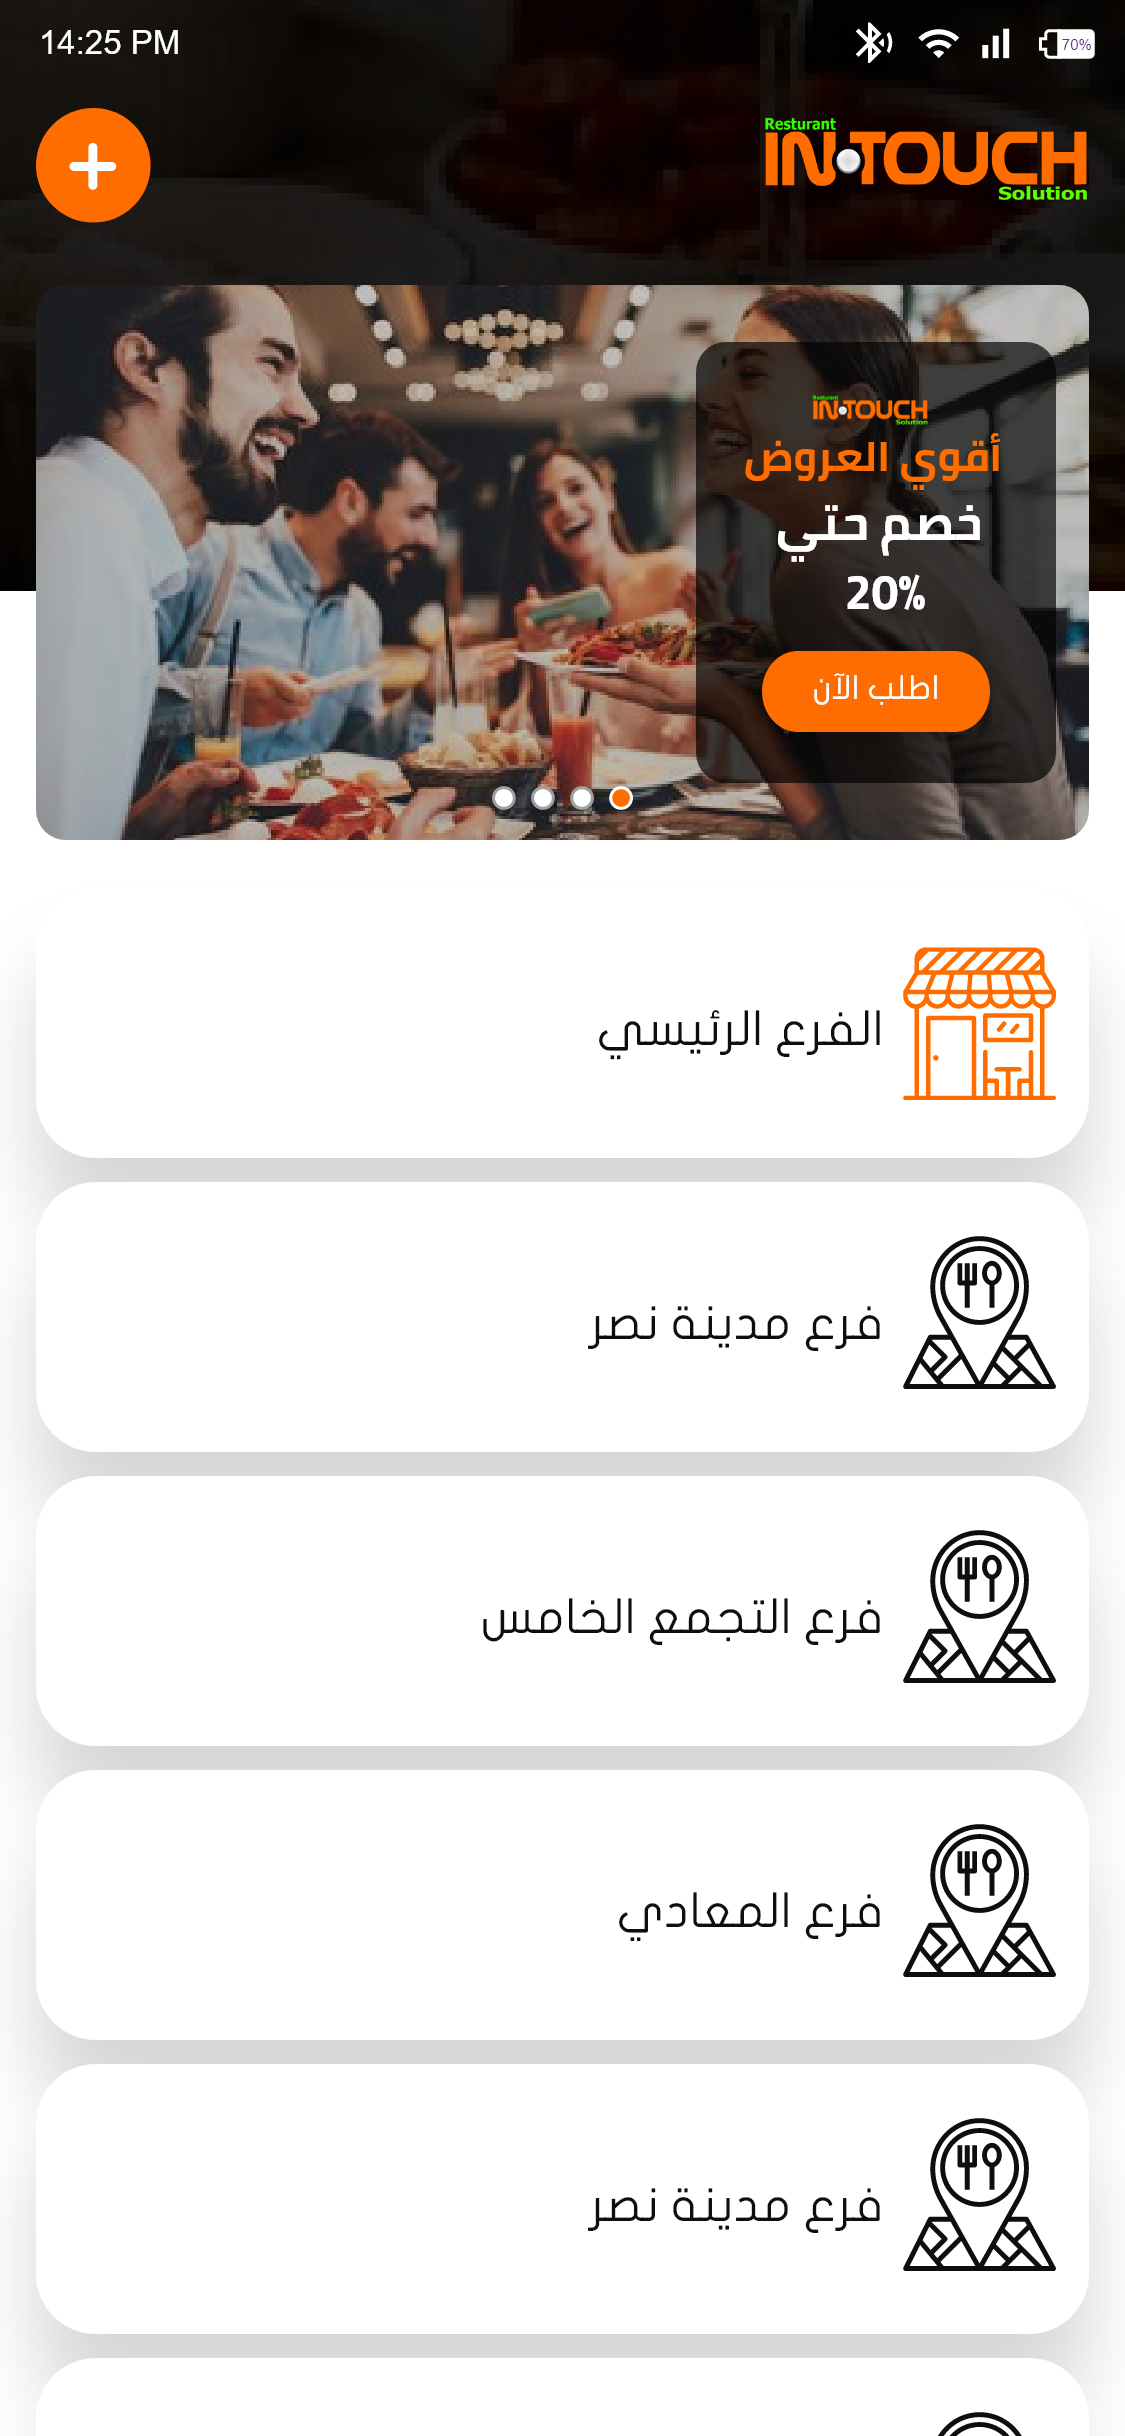 14:25 PM
70%
Resturant
IN·TOUCH
Solution
Resturant
IN·TOUCH
Solution
أقوي العروض
خصم حتي
20%
اطلب الآن
الفرع الرئيسي
فرع مدينة نصر
فرع التجمع الخامس
فرع المعادي
فرع مدينة نصر